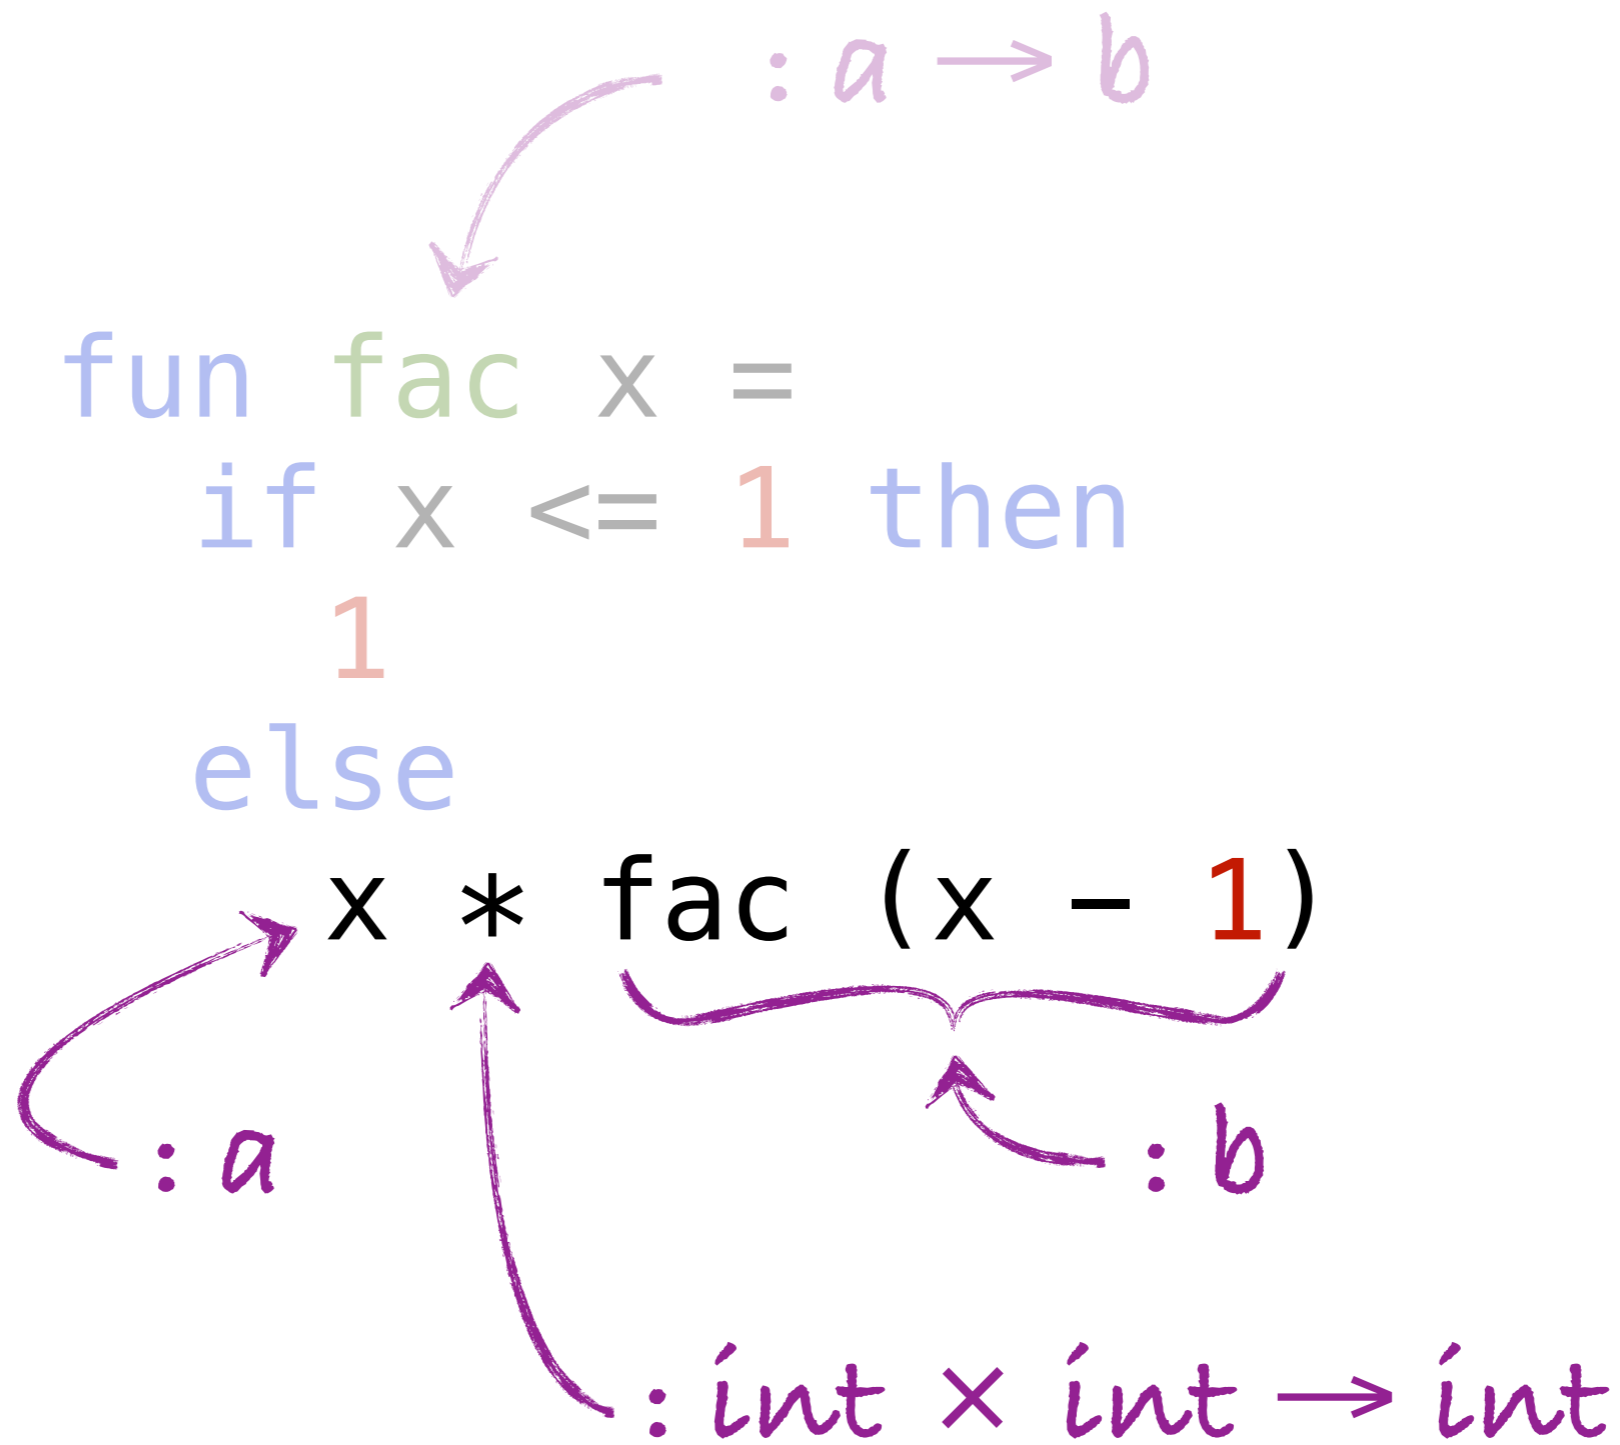 : a → b
fun fac x =
if x <= 1 then
1
else
x * fac (x - 1)
: a
: b
: int × int → int